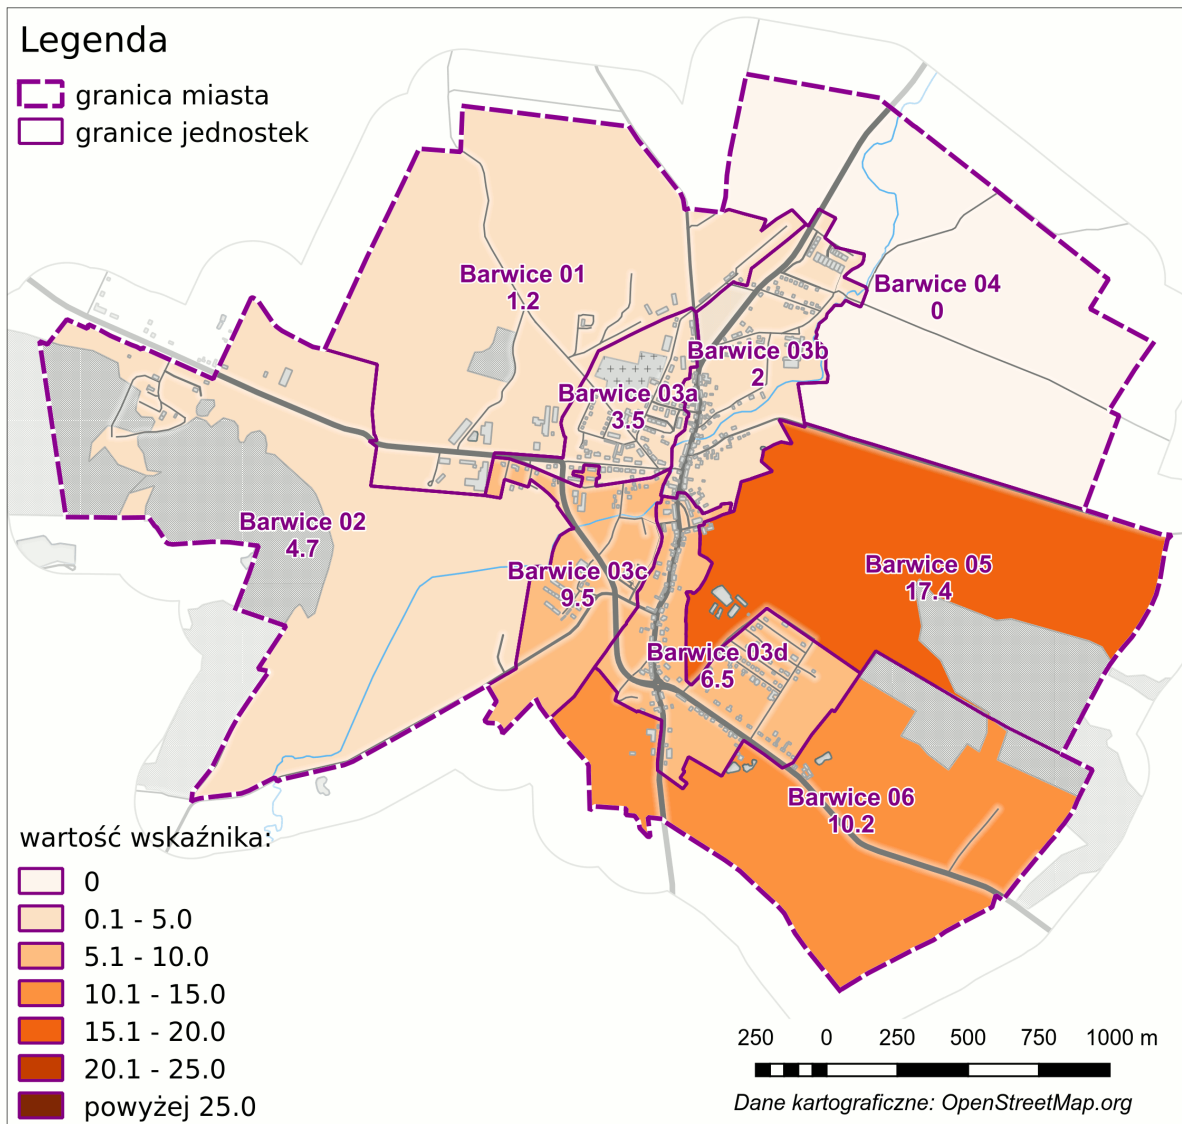 Legenda
granica miasta
granice jednostek
Barwice 01
1.2
Barwice 04
0
Barwice 03b
2
Barwice 03a
3.5
Barwice 02
4.7
Barwice 03c
9.5
Barwice 05
17.4
Barwice 03d
6.5
Barwice 06
10.2
wartość wskaźnika:
0
0.1 - 5.0
5.1 - 10.0
10.1 - 15.0
15.1 - 20.0
20.1 - 25.0
powyżej 25.0
250 0 250 500 750 1000 m
Dane kartograficzne: OpenStreetMap.org